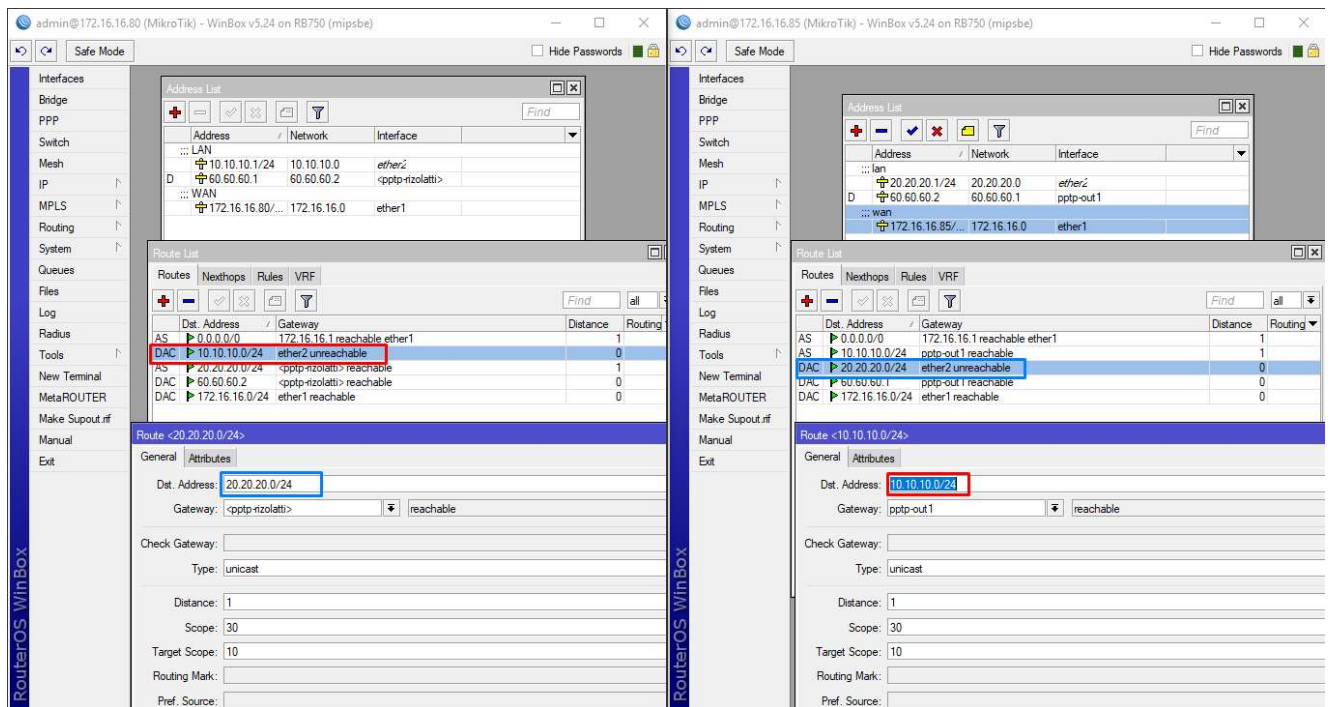 admin@172.16.16.80 (MikroTik) - WinBox v5.24 on RB750 (mipsbe)
Safe Mode
Hide Passwords
Interfaces
Bridge
PPP
Switch
Mesh
IP
MPLS
Routing
System
Queues
Files
Log
Radius
Tools
New Terminal
MetaROUTER
Make Supout.rif
Manual
Exit
RouterOS WinBox
Address List
Find
Address / Network Interface
::: LAN
10.10.10.1/24 10.10.10.0 ether2
D 60.60.60.1 60.60.60.2 <pptp-rizolatti>
::: WAN
172.16.16.80/... 172.16.16.0 ether1
Route List
Routes Nexthops Rules VRF
Find all
Dst. Address / Gateway Distance Routing
AS 0.0.0.0/0 172.16.16.1 reachable ether1 1
DAC 10.10.10.0/24 ether2 unreachable 0
AS 20.20.20.0/24 <pptp-rizolatti> reachable 1
DAC 60.60.60.2 <pptp-rizolatti> reachable 0
DAC 172.16.16.0/24 ether1 reachable 0
Route <20.20.20.0/24>
General Attributes
Dst. Address: 20.20.20.0/24
Gateway: <pptp-rizolatti> reachable
Check Gateway:
Type: unicast
Distance: 1
Scope: 30
Target Scope: 10
Routing Mark:
Pref. Source:
admin@172.16.16.85 (MikroTik) - WinBox v5.24 on RB750 (mipsbe)
Safe Mode
Hide Passwords
Interfaces
Bridge
PPP
Switch
Mesh
IP
MPLS
Routing
System
Queues
Files
Log
Radius
Tools
New Terminal
MetaROUTER
Make Supout.rif
Manual
Exit
RouterOS WinBox
Address List
Find
Address / Network Interface
::: lan
20.20.20.1/24 20.20.20.0 ether2
D 60.60.60.2 60.60.60.1 pptp-out1
::: wan
172.16.16.85/... 172.16.16.0 ether1
Route List
Routes Nexthops Rules VRF
Find all
Dst. Address / Gateway Distance Routing
AS 0.0.0.0/0 172.16.16.1 reachable ether1 1
AS 10.10.10.0/24 pptp-out1 reachable 1
DAC 20.20.20.0/24 ether2 unreachable 0
DAC 60.60.60.1 pptp-out1 reachable 0
DAC 172.16.16.0/24 ether1 reachable 0
Route <10.10.10.0/24>
General Attributes
Dst. Address: 10.10.10.0/24
Gateway: pptp-out1 reachable
Check Gateway:
Type: unicast
Distance: 1
Scope: 30
Target Scope: 10
Routing Mark:
Pref. Source: